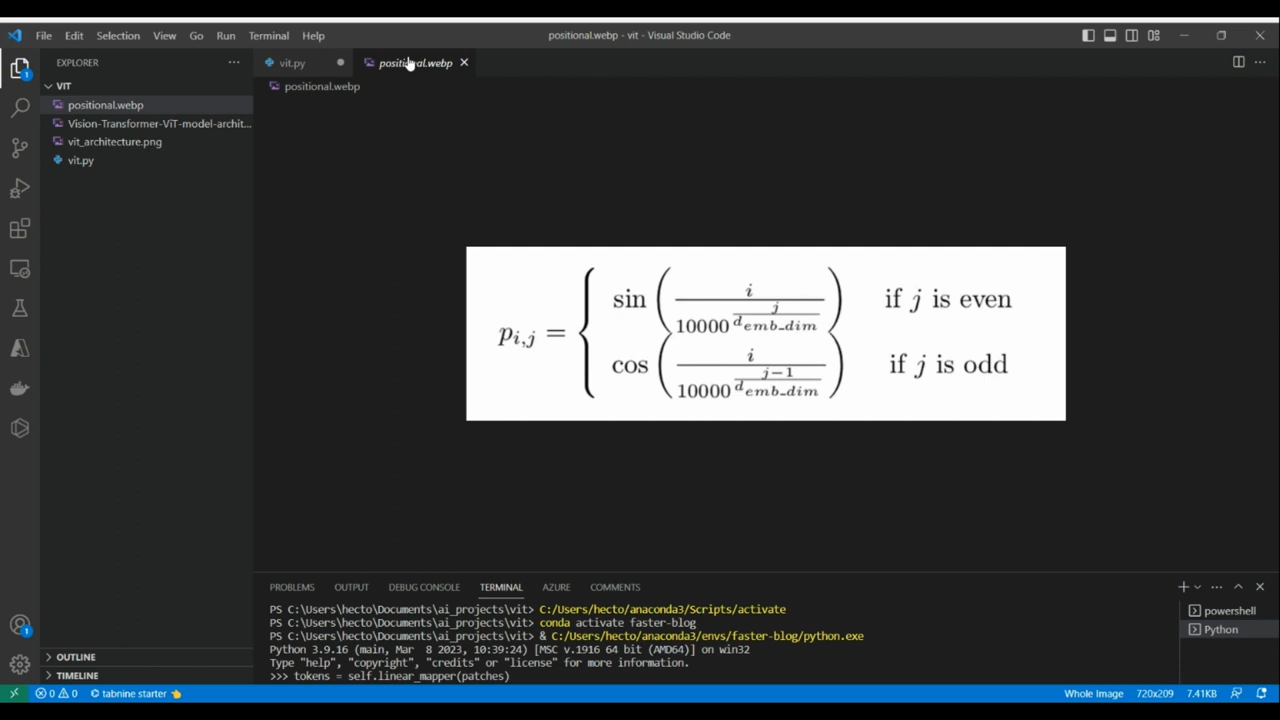 File Edit Selection View Go Run Terminal Help
positional.webp - vit - Visual Studio Code
EXPLORER
vit.py
positional.webp
VIT
positional.webp
positional.webp
Vision-Transformer-ViT-model-archit...
vit_architecture.png
vit.py
p_{i,j} = { sin ( i / 10000^{j / d_{emb_dim}} ) if j is even
cos ( i / 10000^{j-1 / d_{emb_dim}} ) if j is odd
PROBLEMS OUTPUT DEBUG CONSOLE TERMINAL AZURE COMMENTS
PS C:\Users\hecto\Documents\ai_projects\vit> C:/Users/hecto/anaconda3/Scripts/activate
PS C:\Users\hecto\Documents\ai_projects\vit> conda activate faster-blog
PS C:\Users\hecto\Documents\ai_projects\vit> & C:/Users/hecto/anaconda3/envs/faster-blog/python.exe
Python 3.9.16 (main, Mar  8 2023, 10:39:24) [MSC v.1916 64 bit (AMD64)] on win32
Type "help", "copyright", "credits" or "license" for more information.
>>> tokens = self.linear_mapper(patches)
powershell
Python
OUTLINE
TIMELINE
0 0 tabnine starter 👈
Whole Image 720x209 7.41KB
1
1